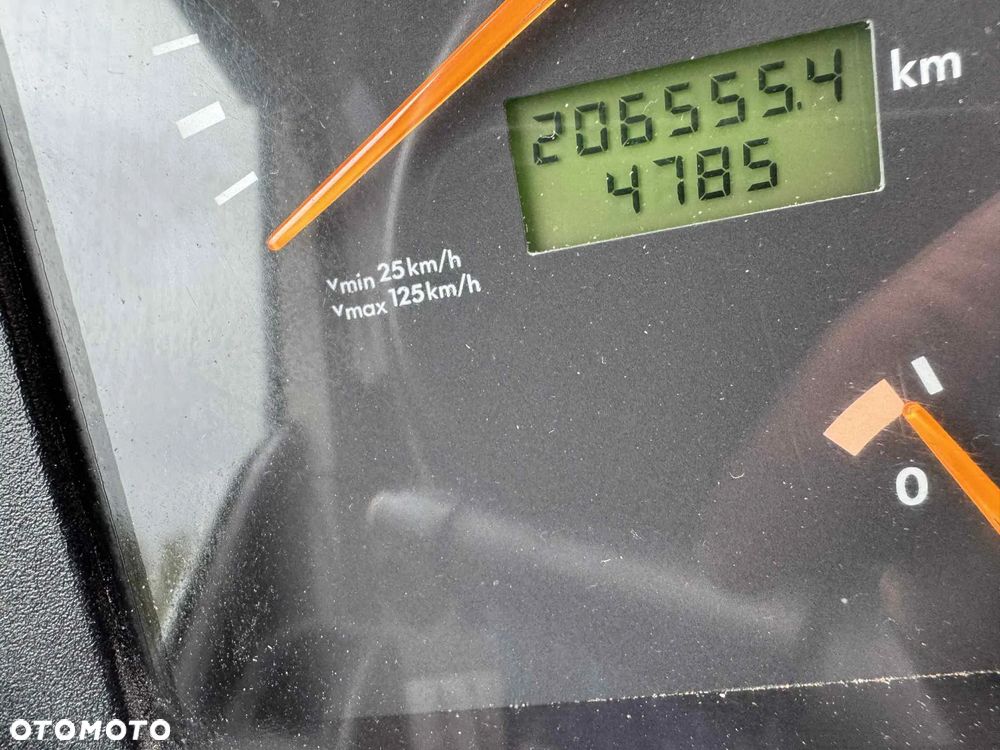 206555.4 km
4785
vmin 25km/h
vmax 125km/h
0
OTOMOTO